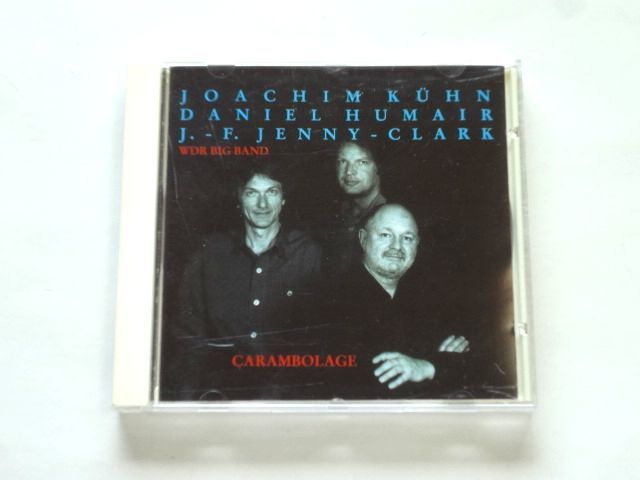 JOACHIM KÜHN
DANIEL HUMAIR
J.-F. JENNY-CLARK
WDR BIG BAND
CARAMBOLAGE